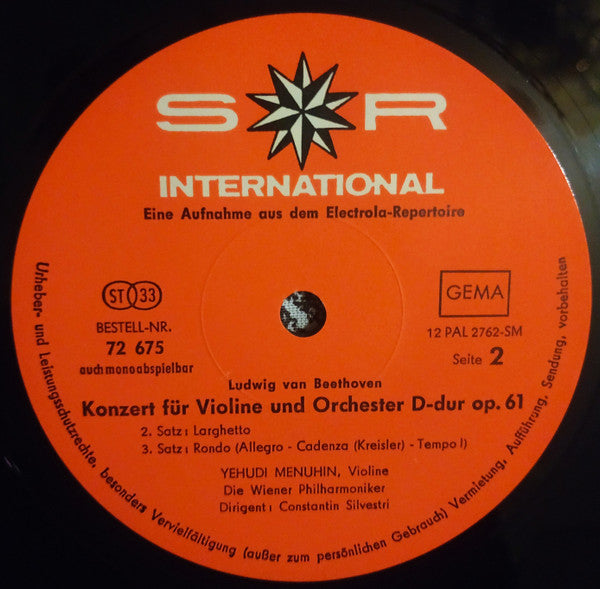 S R
INTERNATIONAL
Eine Aufnahme aus dem Electrola-Repertoire
ST 33
BESTELL-NR.
72 675
auch mono abspielbar
GEMA
12 PAL 2762-SM
Seite 2
Ludwig van Beethoven
Konzert für Violine und Orchester D-dur op. 61
2. Satz: Larghetto
3. Satz: Rondo (Allegro - Cadenza (Kreisler) - Tempo I)
YEHUDI MENUHIN, Violine
Die Wiener Philharmoniker
Dirigent: Constantin Silvestri
Urheber- und Leistungsschutzrechte, besonders Vervielfältigung (außer zum persönlichen Gebrauch) Vermietung, Aufführung, Sendung, vorbehalten